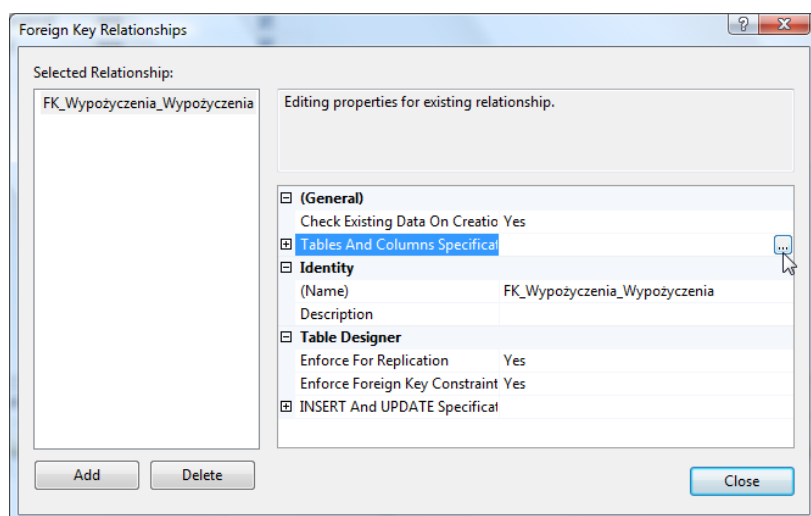 Foreign Key Relationships
Selected Relationship:
FK_Wypożyczenia_Wypożyczenia
Editing properties for existing relationship.
(General)
Check Existing Data On Creatio Yes
Tables And Columns Specificat ...
Identity
(Name) FK_Wypożyczenia_Wypożyczenia
Description
Table Designer
Enforce For Replication Yes
Enforce Foreign Key Constraint Yes
INSERT And UPDATE Specificat
Add Delete
Close